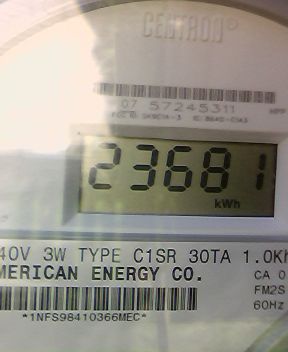 CENTRON®
07 57245311
23681
kWh
40V 3W TYPE C1SR 30TA 1.0Kh
MERICAN ENERGY CO.
CA 0
FM2S
60Hz
*1NFS98410366MEC*